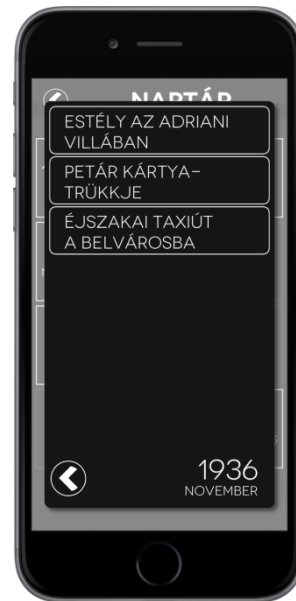 NAPTÁR
ESTÉLY AZ ADRIANI
VILLÁBAN
PETÁR KÁRTYA–
TRÜKKJE
ÉJSZAKAI TAXIÚT
A BELVÁROSBA
1936
NOVEMBER